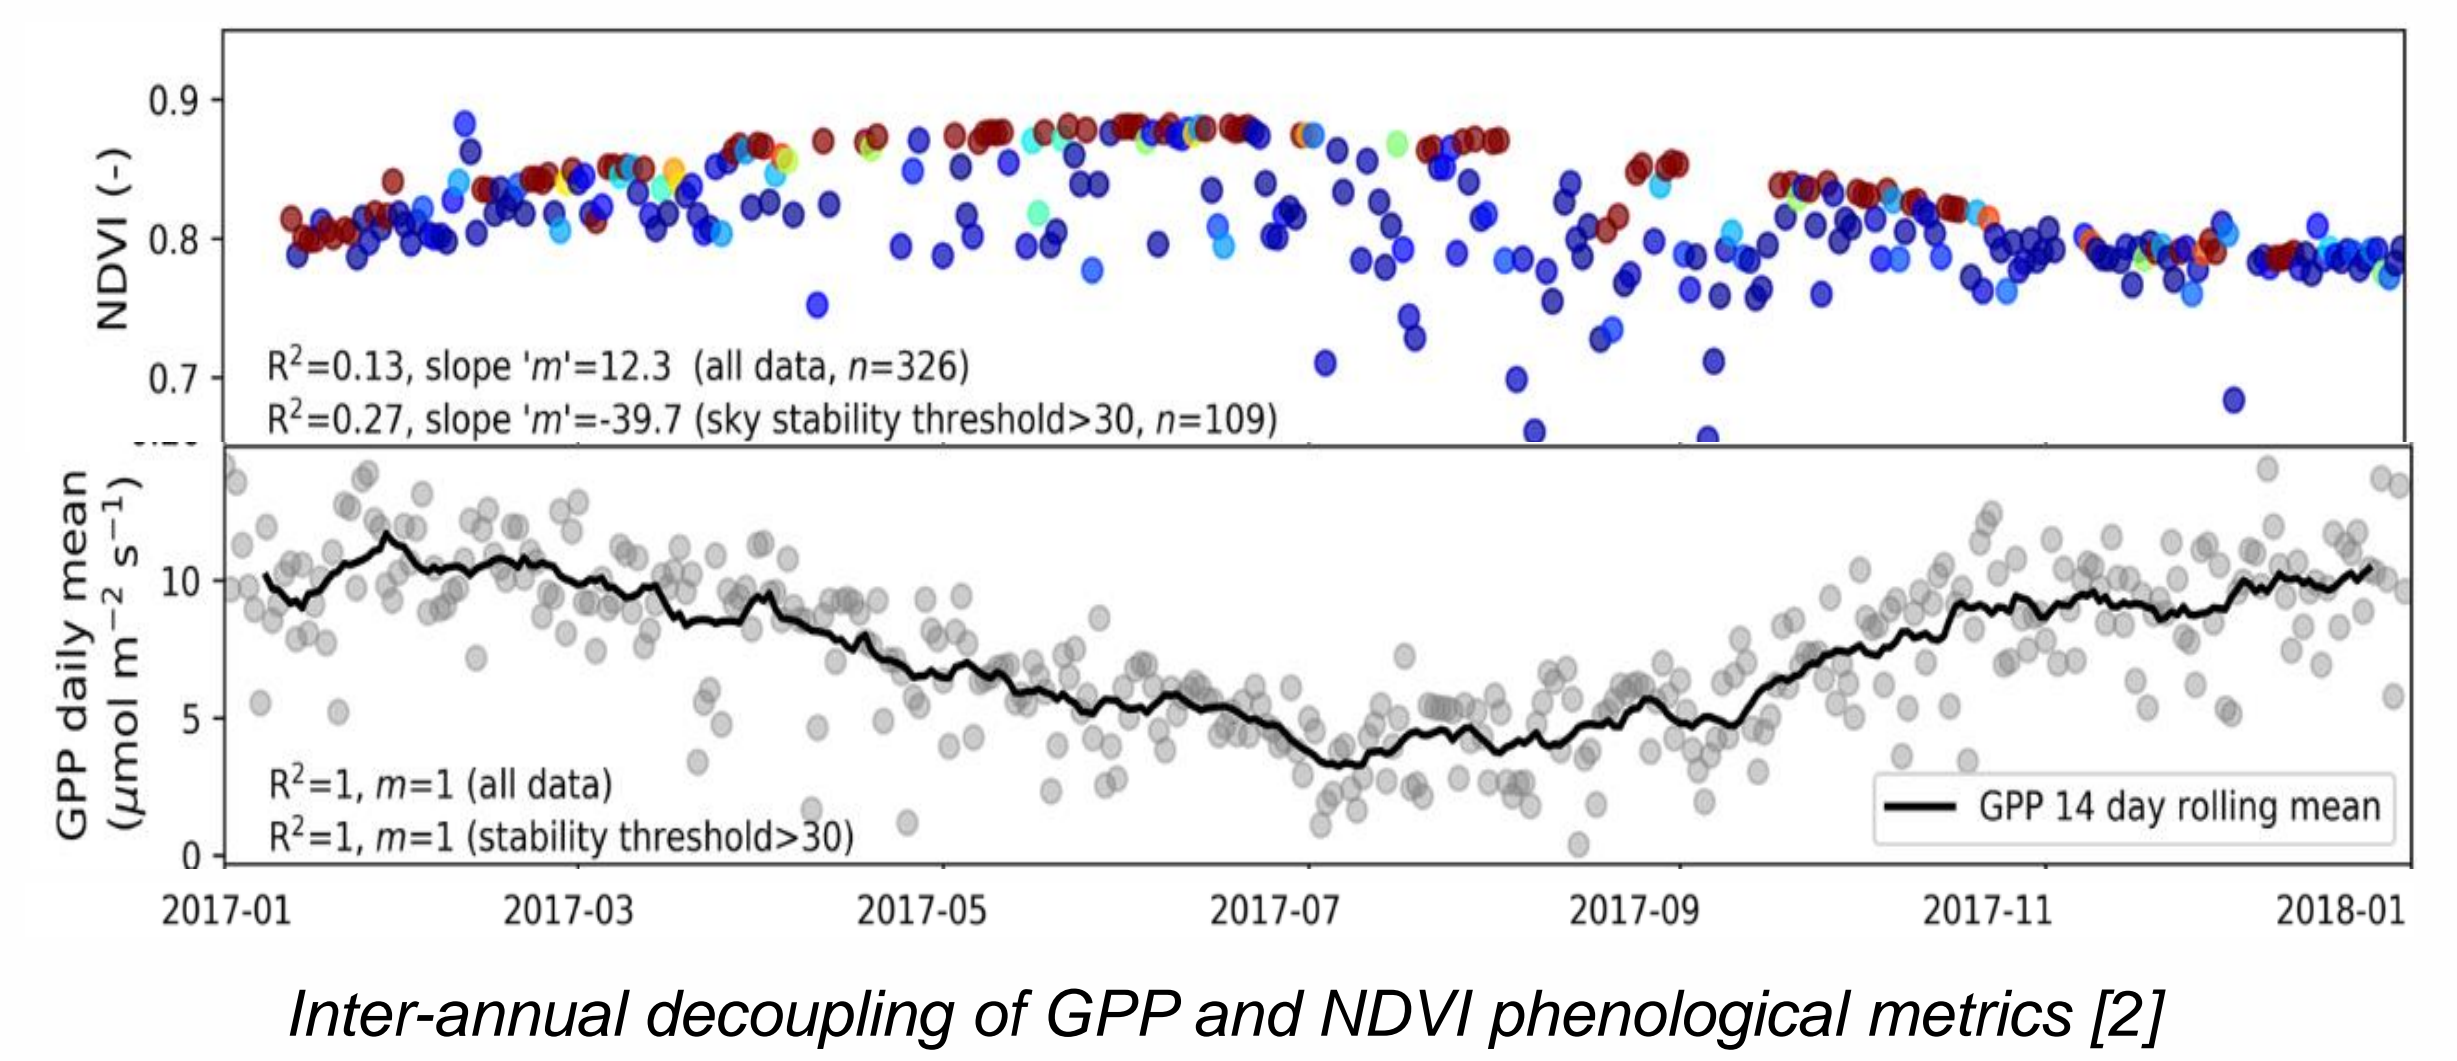 NDVI (-)
0.9
0.8
0.7
R²=0.13, slope 'm'=12.3 (all data, n=326)
R²=0.27, slope 'm'=-39.7 (sky stability threshold>30, n=109)
GPP daily mean
(μmol m⁻² s⁻¹)
10
5
0
R²=1, m=1 (all data)
R²=1, m=1 (stability threshold>30)
GPP 14 day rolling mean
2017-01 2017-03 2017-05 2017-07 2017-09 2017-11 2018-01
Inter-annual decoupling of GPP and NDVI phenological metrics [2]